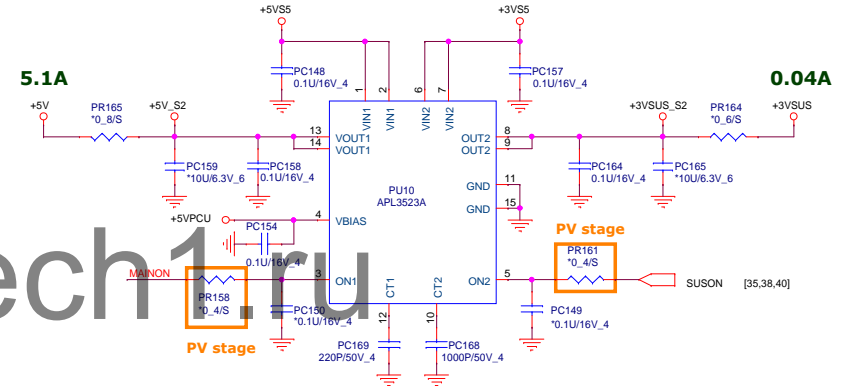 +5VS5
+3VS5
5.1A
0.04A
PC148
0.1U/16V_4
PC157
0.1U/16V_4
+5V
PR165
*0_8/S
+5V_S2
+3VSUS_S2
PR164
*0_6/S
+3VSUS
1
2
6
7
VIN1
VIN1
VIN2
VIN2
13
VOUT1
14
VOUT1
8
OUT2
9
OUT2
PC159
*10U/6.3V_6
PC158
0.1U/16V_4
PC164
0.1U/16V_4
PC165
*10U/6.3V_6
PU10
APL3523A
11
GND
15
GND
+5VPCU
4
VBIAS
PC154
0.1U/16V_4
PV stage
PR161
*0_4/S
MAINON
3
ON1
5
ON2
SUSON [35,38,40]
PR158
*0_4/S
PC150
*0.1U/16V_4
CT1
CT2
12
10
PC149
*0.1U/16V_4
PV stage
PC169
220P/50V_4
PC168
1000P/50V_4
ech1.ru